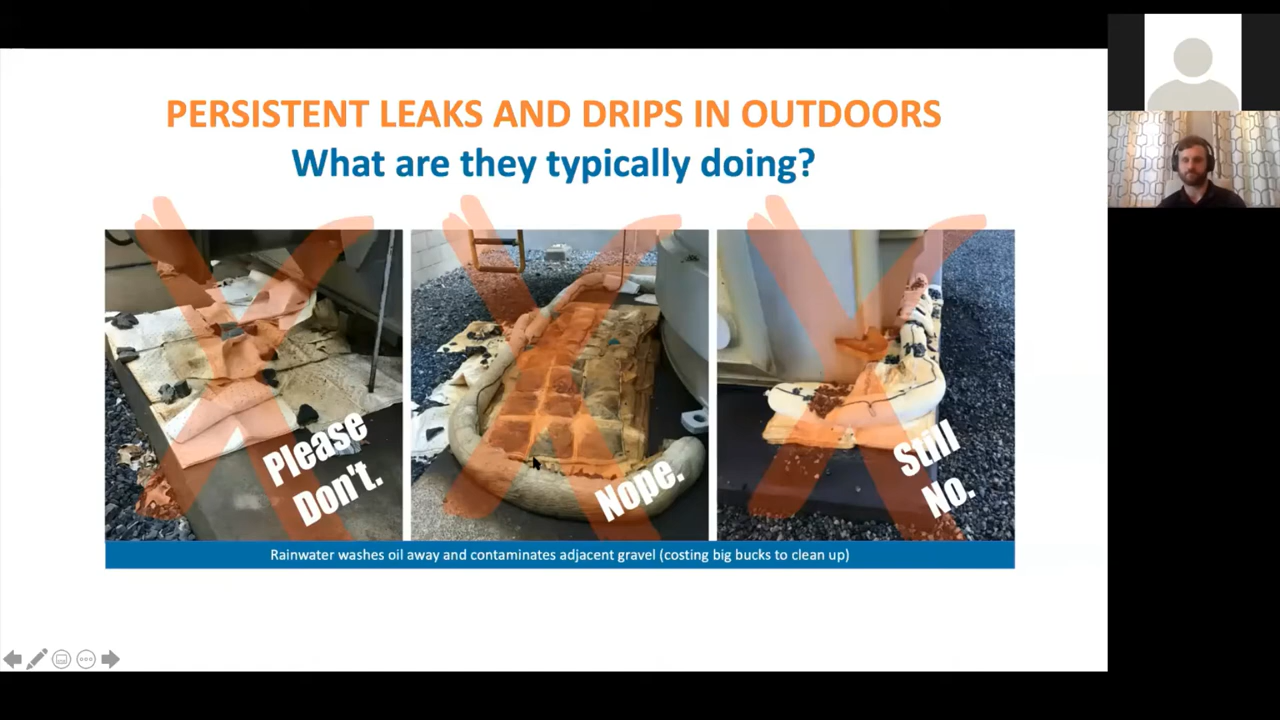 PERSISTENT LEAKS AND DRIPS IN OUTDOORS
What are they typically doing?
Please
Don't.
Nope.
Still
No.
Rainwater washes oil away and contaminates adjacent gravel (costing big bucks to clean up)